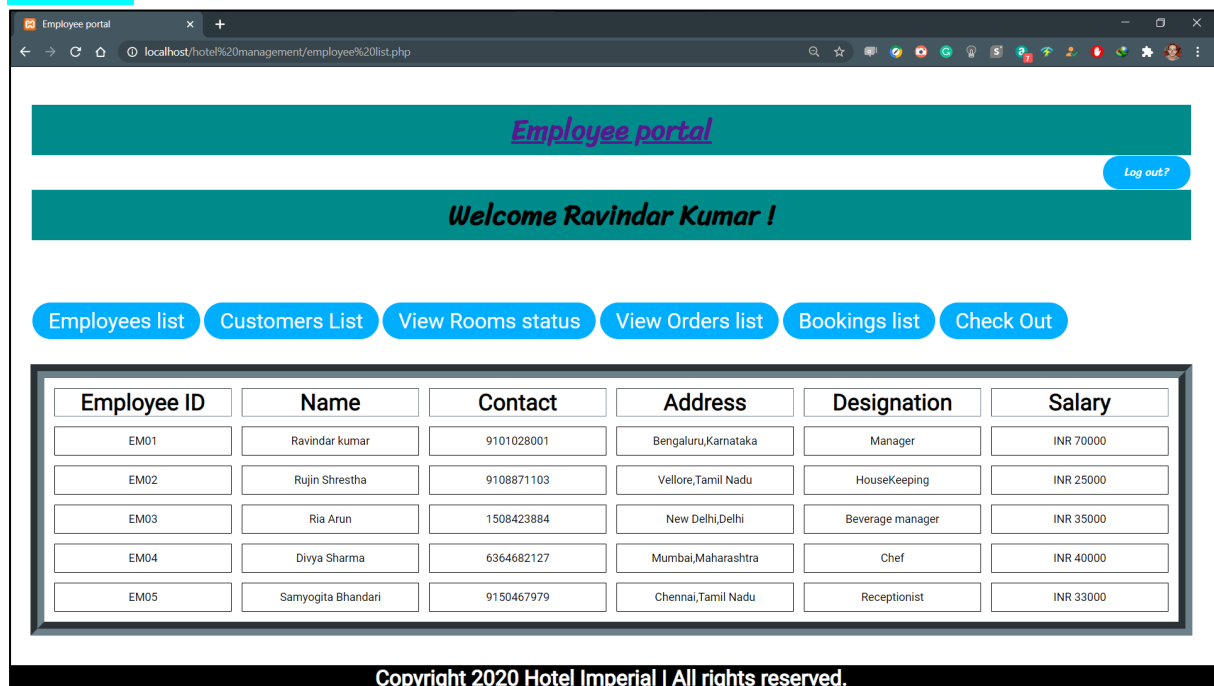 Employee portal
localhost/hotel%20management/employee%20list.php
Employee portal
Log out?
Welcome Ravindar Kumar !
Employees list Customers List View Rooms status View Orders list Bookings list Check Out
Employee ID Name Contact Address Designation Salary
EM01 Ravindar kumar 9101028001 Bengaluru,Karnataka Manager INR 70000
EM02 Rujin Shrestha 9108871103 Vellore,Tamil Nadu HouseKeeping INR 25000
EM03 Ria Arun 1508423884 New Delhi,Delhi Beverage manager INR 35000
EM04 Divya Sharma 6364682127 Mumbai,Maharashtra Chef INR 40000
EM05 Samyogita Bhandari 9150467979 Chennai,Tamil Nadu Receptionist INR 33000
Copyright 2020 Hotel Imperial | All rights reserved.